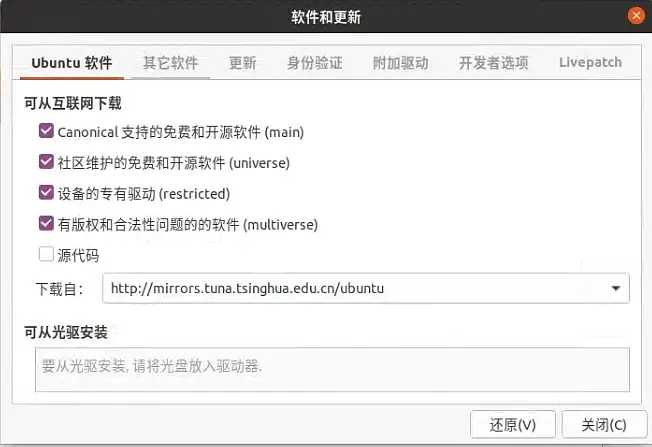 软件和更新
Ubuntu 软件 其它软件 更新 身份验证 附加驱动 开发者选项 Livepatch
可从互联网下载
Canonical 支持的免费和开源软件 (main)
社区维护的免费和开源软件 (universe)
设备的专有驱动 (restricted)
有版权和合法性问题的的软件 (multiverse)
源代码
下载自: http://mirrors.tuna.tsinghua.edu.cn/ubuntu
可从光驱安装
要从光驱安装, 请将光盘放入驱动器.
还原(V) 关闭(C)